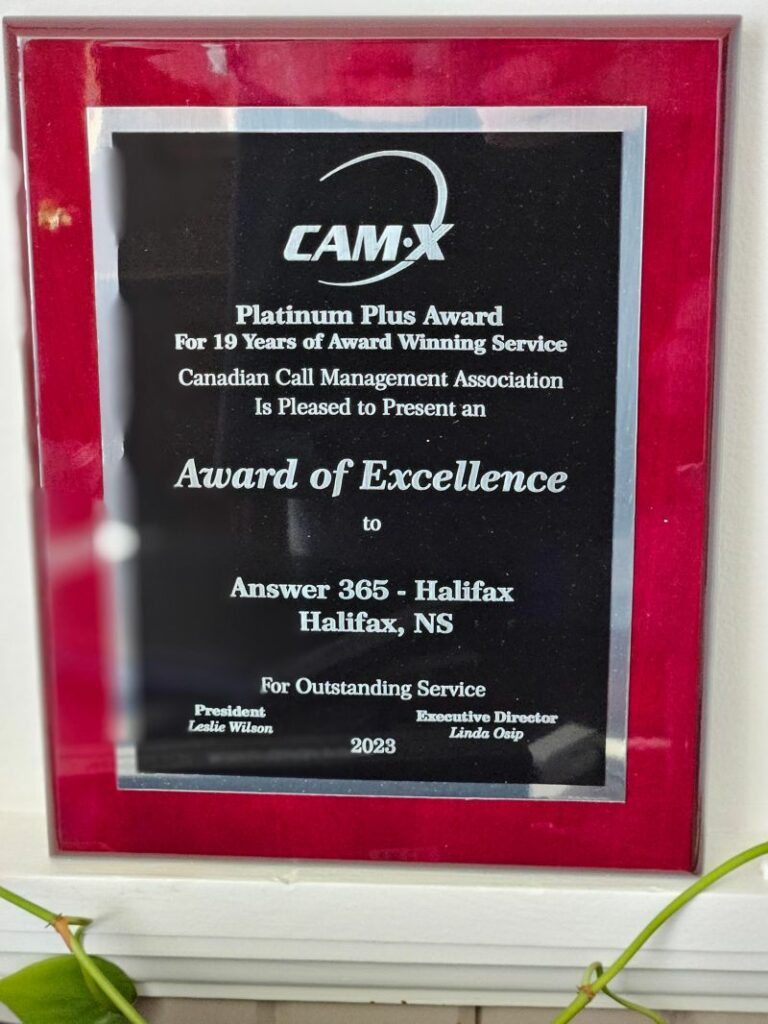 CAM·X
Platinum Plus Award
For 19 Years of Award Winning Service
Canadian Call Management Association
Is Pleased to Present an
Award of Excellence
to
Answer 365 - Halifax
Halifax, NS
For Outstanding Service
President
Leslie Wilson
Executive Director
Linda Osip
2023